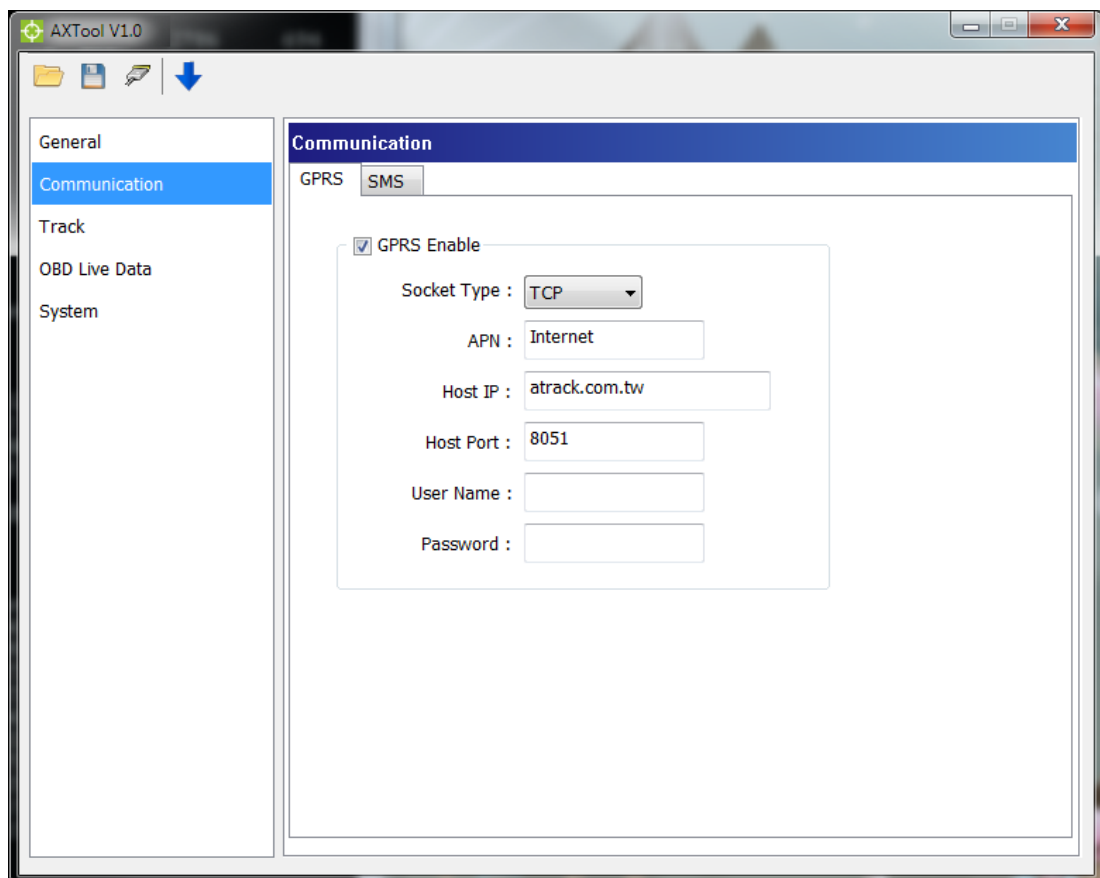 AXTool V1.0
General
Communication
Track
OBD Live Data
System
Communication
GPRS SMS
GPRS Enable
Socket Type : TCP
APN : Internet
Host IP : atrack.com.tw
Host Port : 8051
User Name :
Password :